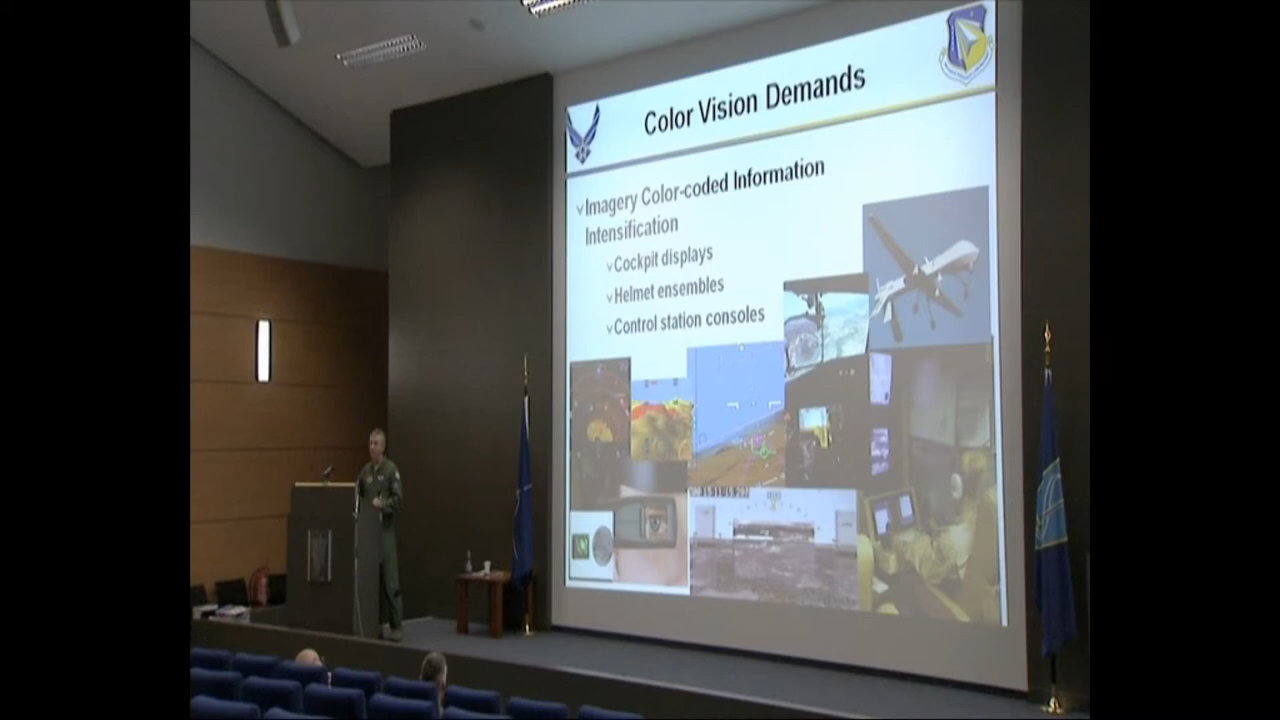 Color Vision Demands
Imagery Color-coded Information
Intensification
Cockpit displays
Helmet ensembles
Control station consoles